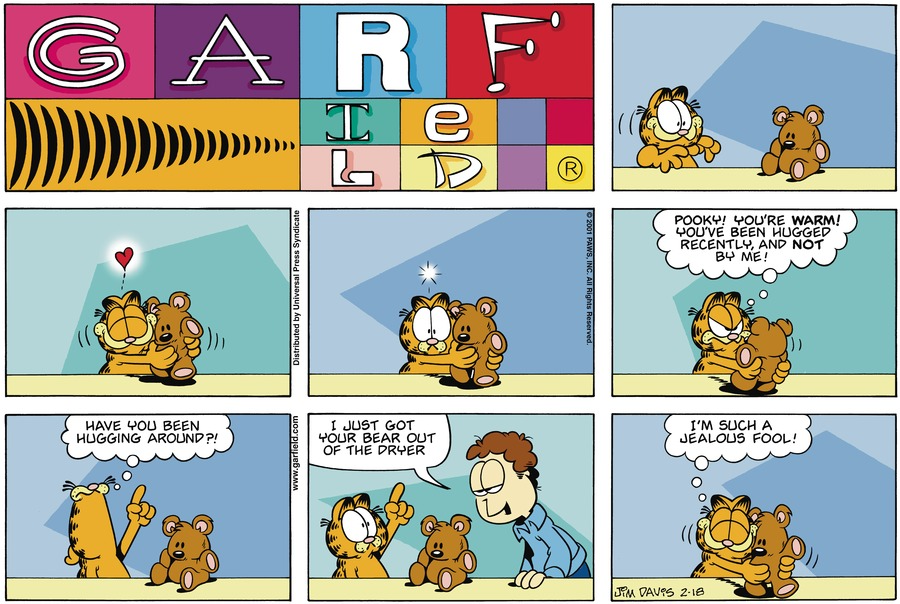 GARFIELD
®
Distributed by Universal Press Syndicate
© 2001 PAWS, INC. All Rights Reserved.
POOKY! YOU'RE WARM!
YOU'VE BEEN HUGGED
RECENTLY, AND NOT
BY ME!
HAVE YOU BEEN
HUGGING AROUND?!
www.garfield.com
I JUST GOT
YOUR BEAR OUT
OF THE DRYER
I'M SUCH A
JEALOUS FOOL!
JIM DAVIS 2-18